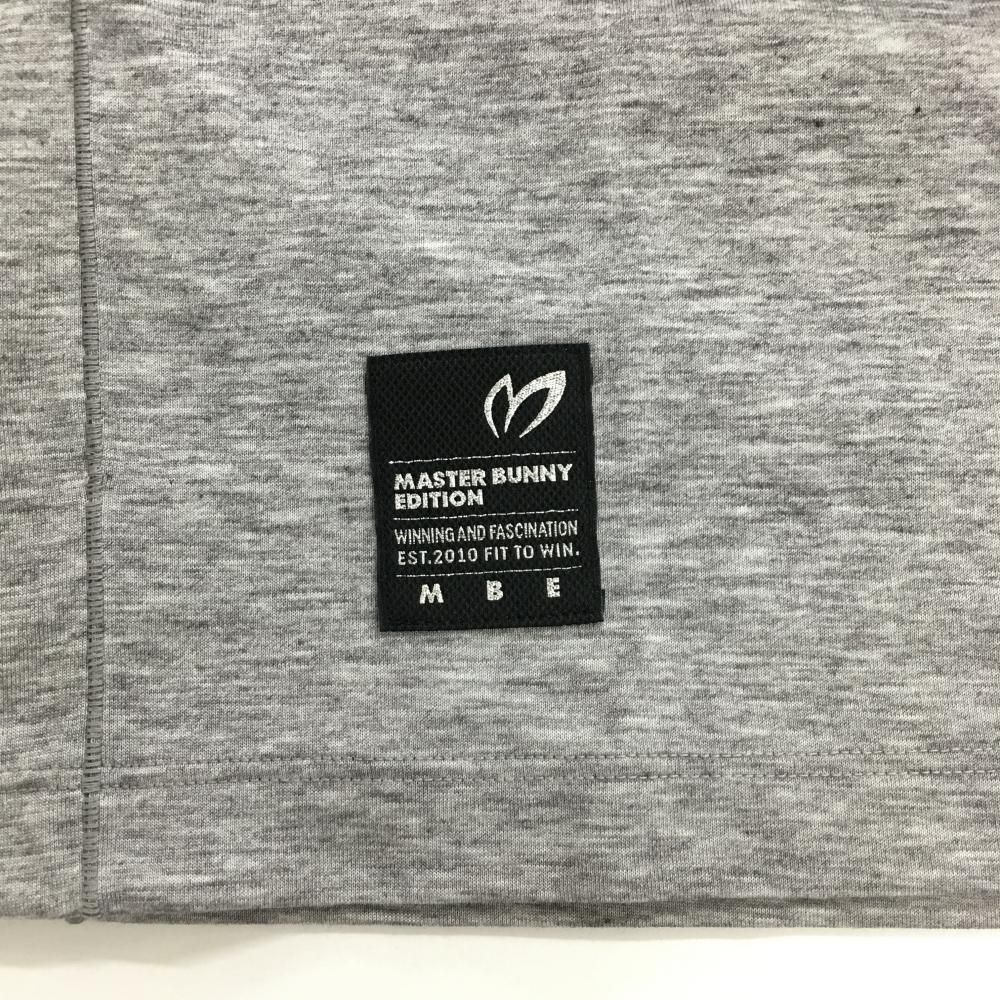 MASTER BUNNY
EDITION
WINNING AND FASCINATION
EST.2010 FIT TO WIN.
M B E